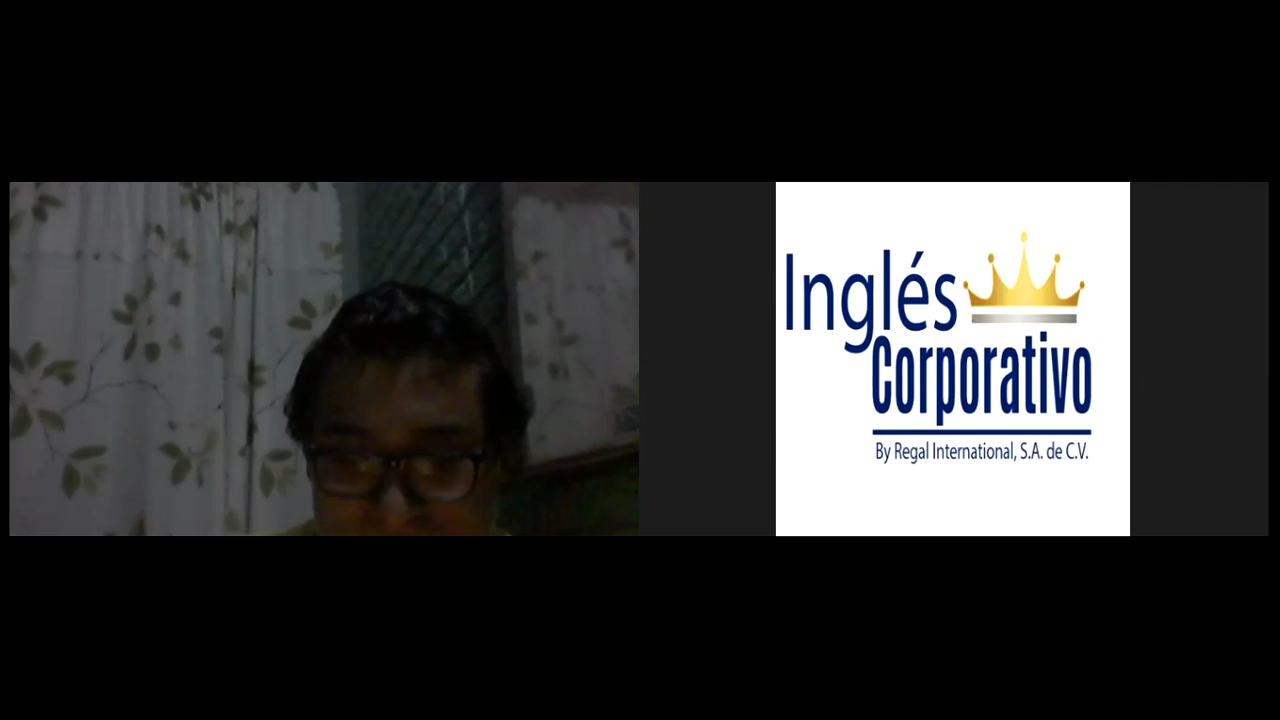 Inglés
Corporativo
By Regal International, S.A. de C.V.